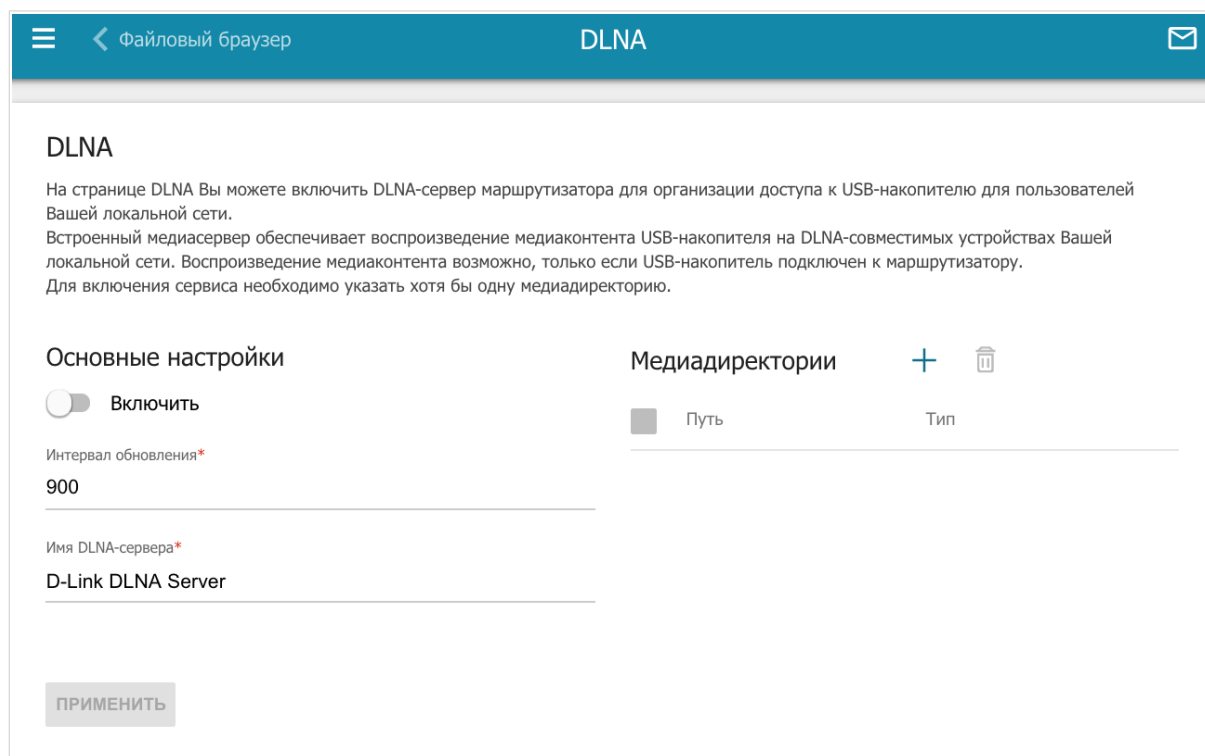 Файловый браузер
DLNA
DLNA
На странице DLNA Вы можете включить DLNA-сервер маршрутизатора для организации доступа к USB-накопителю для пользователей
Вашей локальной сети.
Встроенный медиасервер обеспечивает воспроизведение медиаконтента USB-накопителя на DLNA-совместимых устройствах Вашей
локальной сети. Воспроизведение медиаконтента возможно, только если USB-накопитель подключен к маршрутизатору.
Для включения сервиса необходимо указать хотя бы одну медиадиректорию.
Основные настройки
Включить
Интервал обновления*
900
Имя DLNA-сервера*
D-Link DLNA Server
ПРИМЕНИТЬ
Медиадиректории
Путь Тип